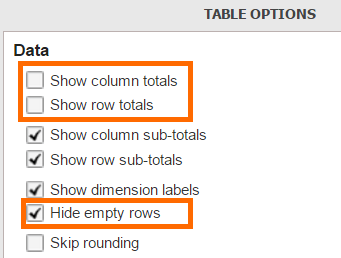 TABLE OPTIONS
Data
Show column totals
Show row totals
Show column sub-totals
Show row sub-totals
Show dimension labels
Hide empty rows
Skip rounding